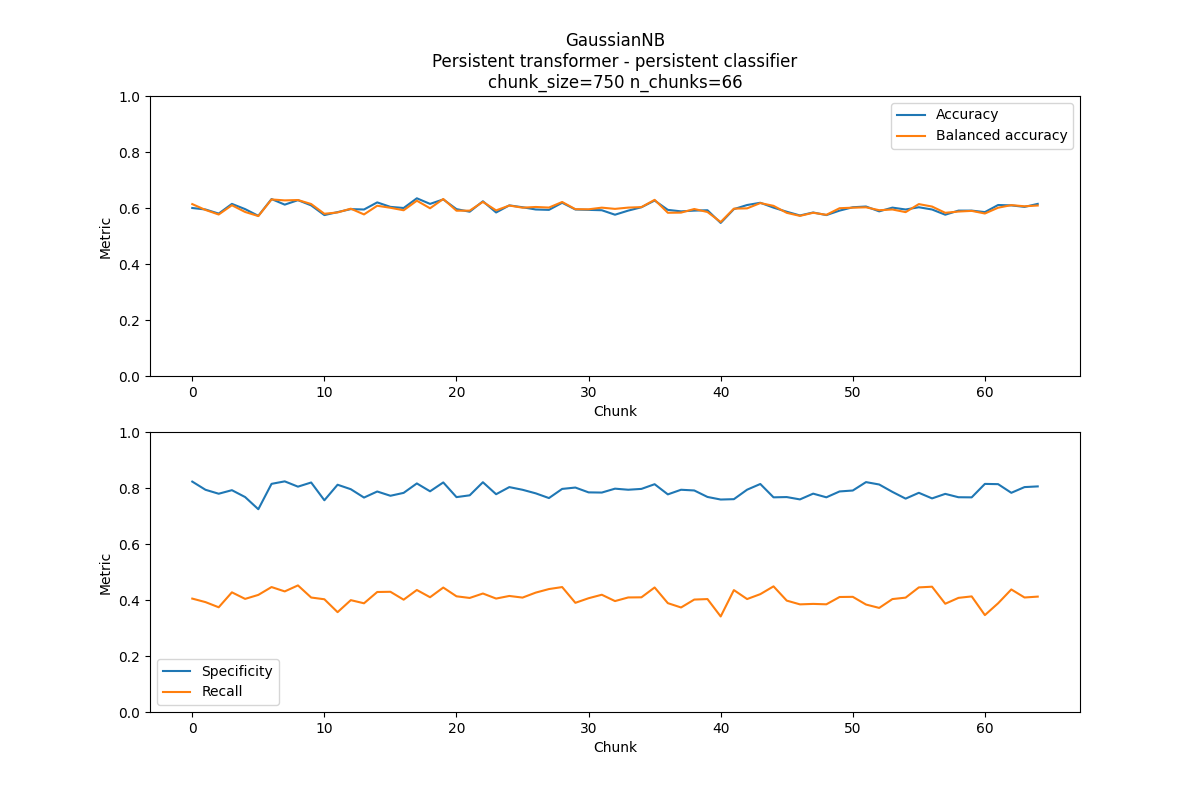 GaussianNB
Persistent transformer - persistent classifier
chunk_size=750 n_chunks=66
1.0
0.8
0.6
0.4
0.2
0.0
Metric
Accuracy
Balanced accuracy
0 10 20 30 40 50 60
Chunk
1.0
0.8
0.6
0.4
0.2
0.0
Metric
Specificity
Recall
0 10 20 30 40 50 60
Chunk